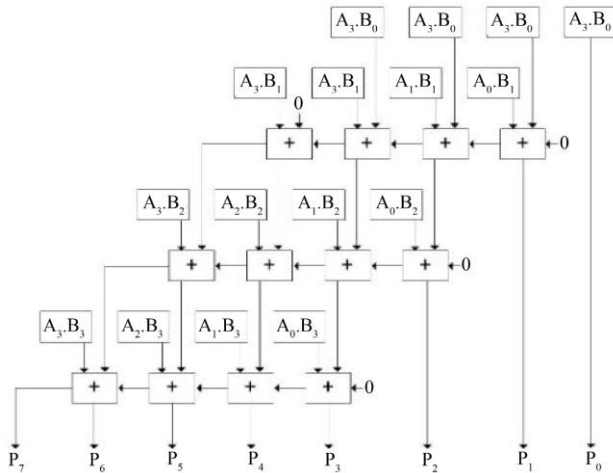 A₃.B₀ A₃.B₀ A₃.B₀ A₃.B₀
A₃.B₁ A₃.B₁ A₁.B₁ A₀.B₁
0
+ + + + 0
A₃.B₂ A₂.B₂ A₁.B₂ A₀.B₂
+ + + + 0
A₃.B₃ A₂.B₃ A₁.B₃ A₀.B₃
+ + + + 0
P₇ P₆ P₅ P₄ P₃ P₂ P₁ P₀